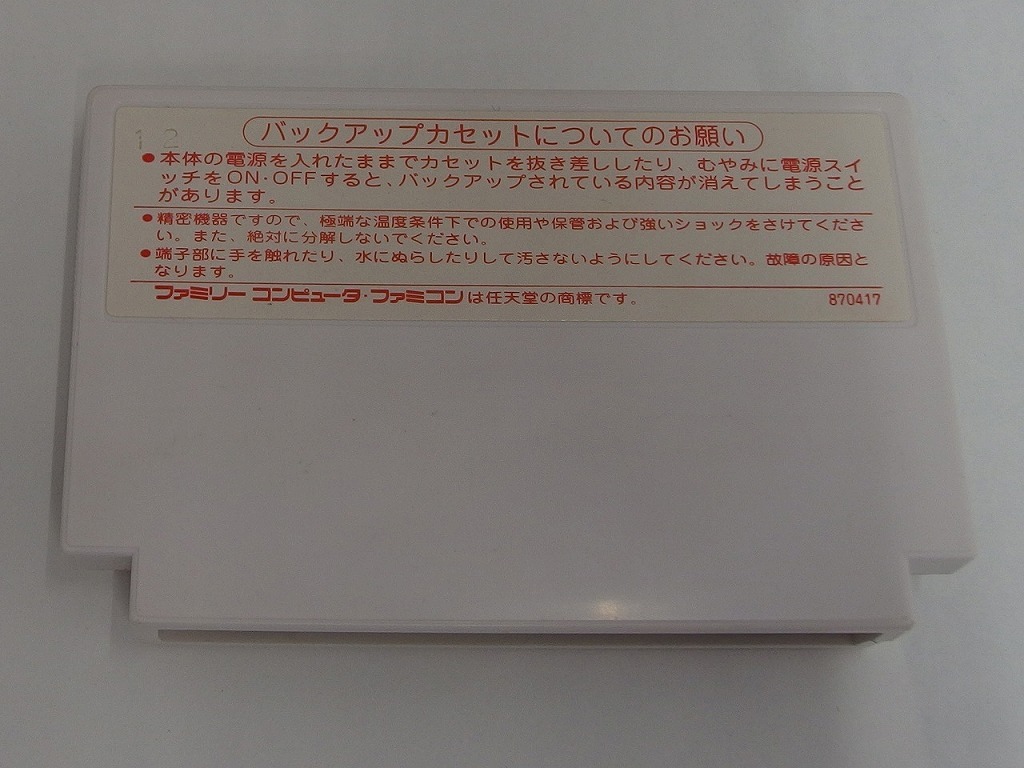 1 2
バックアップカセットについてのお願い
●本体の電源を入れたままでカセットを抜き差ししたり、むやみに電源スイ
ッチをON・OFFすると、バックアップされている内容が消えてしまうこと
があります。
●精密機器ですので、極端な温度条件下での使用や保管および強いショックをさけてくださ
い。また、絶対に分解しないでください。
●端子部に手を触れたり、水にぬらしたりして汚さないようにしてください。故障の原因と
なります。
ファミリー コンピュータ・ファミコンは任天堂の商標です。 870417